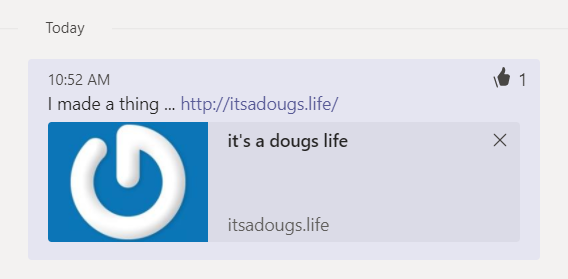 Today
10:52 AM 1
I made a thing ... http://itsadougs.life/
it's a dougs life
itsadougs.life